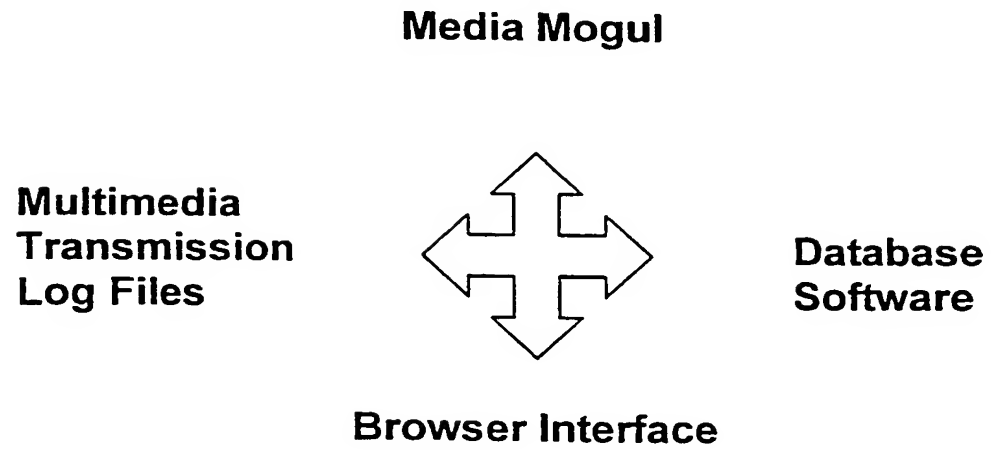 Media Mogul
Multimedia
Transmission
Log Files
Database
Software
Browser Interface